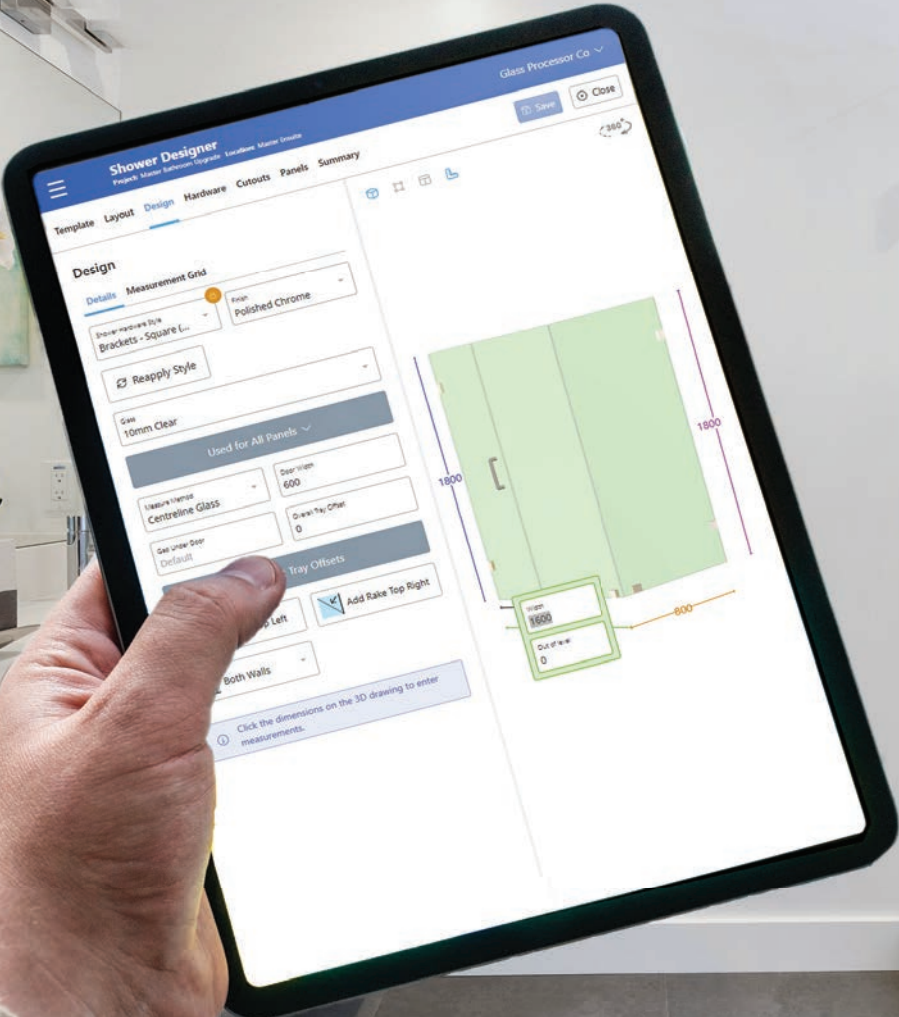 Glass Processor Co
Shower Designer
Project: Master Bathroom Upgrade Location: Master Ensuite
Save
Close
Template Layout Design Hardware Cutouts Panels Summary
360°
Design
Details Measurement Grid
Shower Hardware Style
Brackets - Square (...
Finish
Polished Chrome
Reapply Style
Glass
10mm Clear
Used for All Panels
Measure Method
Centreline Glass
Door Width
600
Gap Under Door
Default
Overall Tray Offset
0
Tray Offsets
p Left
Add Rake Top Right
Both Walls
Click the dimensions on the 3D drawing to enter
measurements.
1800
1800
Width
1600
Out of level
0
800